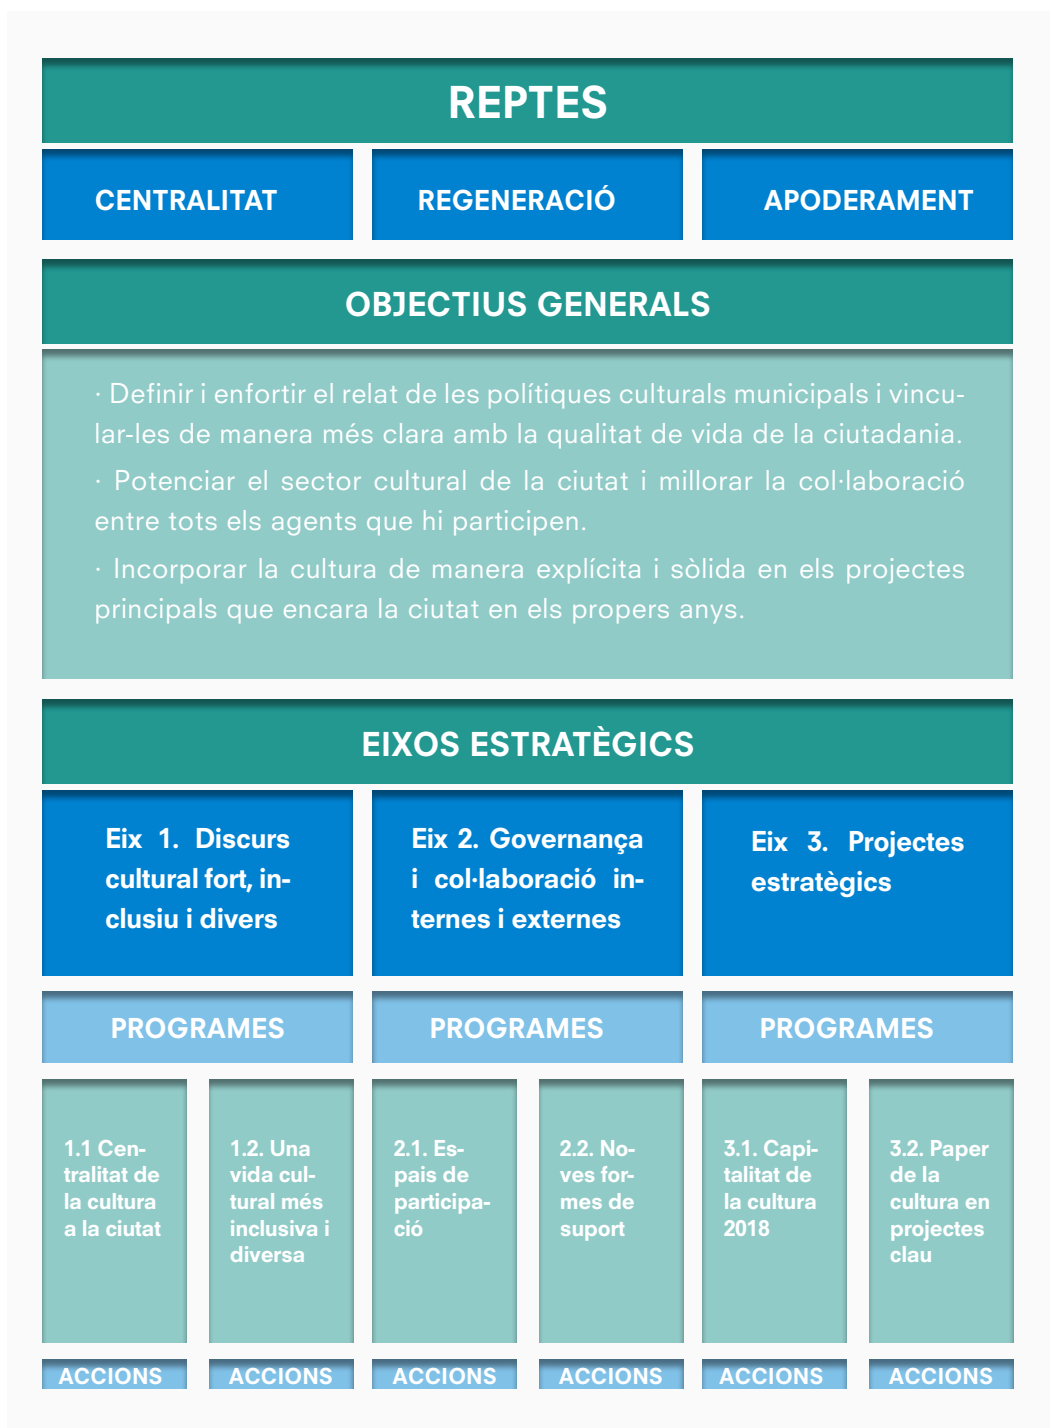 REPTES
CENTRALITAT
REGENERACIÓ
APODERAMENT
OBJECTIUS GENERALS
· Definir i enfortir el relat de les polítiques culturals municipals i vincu-
lar-les de manera més clara amb la qualitat de vida de la ciutadania.
· Potenciar el sector cultural de la ciutat i millorar la col·laboració
entre tots els agents que hi participen.
· Incorporar la cultura de manera explícita i sòlida en els projectes
principals que encara la ciutat en els propers anys.
EIXOS ESTRATÈGICS
Eix 1. Discurs
cultural fort, in-
clusiu i divers
Eix 2. Governança
i col·laboració in-
ternes i externes
Eix 3. Projectes
estratègics
PROGRAMES
PROGRAMES
PROGRAMES
1.1 Cen-
tralitat de
la cultura
a la ciutat
1.2. Una
vida cul-
tural més
inclusiva i
diversa
2.1. Es-
pais de
participa-
ció
2.2. No-
ves for-
mes de
suport
3.1. Capi-
talitat de
la cultura
2018
3.2. Paper
de la
cultura en
projectes
clau
ACCIONS
ACCIONS
ACCIONS
ACCIONS
ACCIONS
ACCIONS